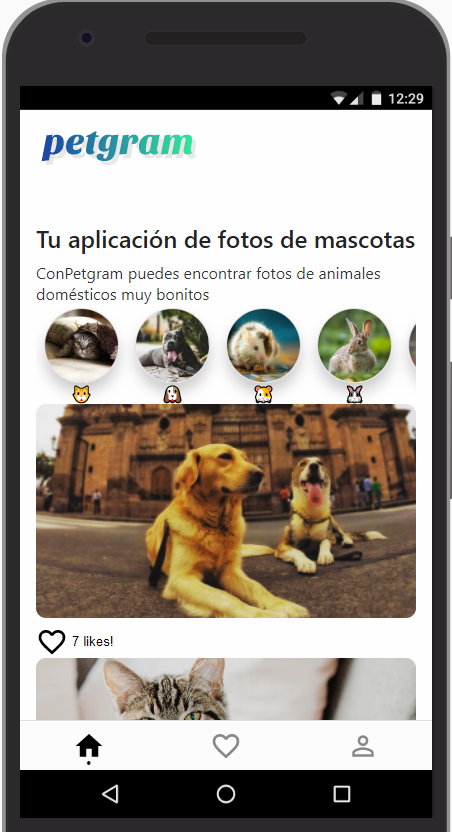 12:29
petgram
Tu aplicación de fotos de mascotas
ConPetgram puedes encontrar fotos de animales
domésticos muy bonitos
7 likes!